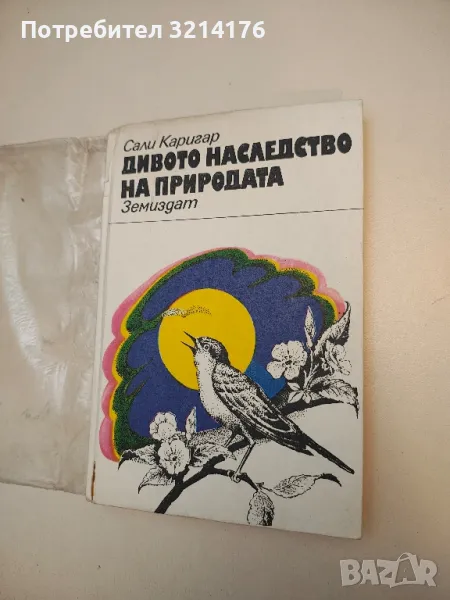 Потребител 3214176
Сали Каригар
ДИВОТО НАСЛЕДСТВО
НА ПРИРОДАТА
Земиздат
BAZAR